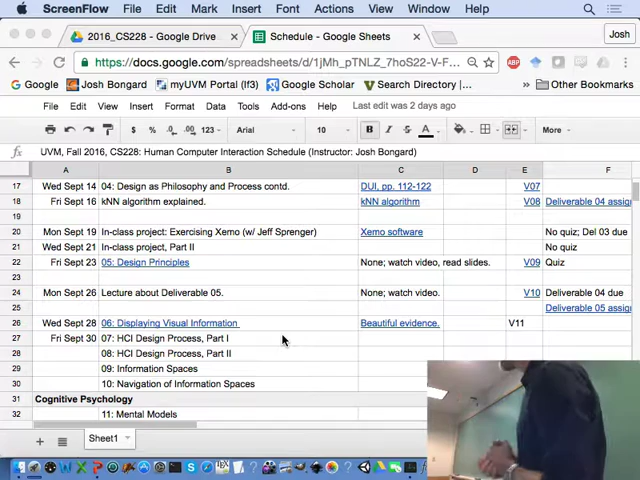 ScreenFlow File Edit Mark Insert Font Actions View Window Help
2016_CS228 - Google Drive × Schedule - Google Sheets × Josh
https://docs.google.com/spreadsheets/d/1jMh_pTNLZ_7hoS22-V-F
Google Josh Bongard myUVM Portal (lf3) Google Scholar Search Directory... Other Bookmarks
File Edit View Insert Format Data Tools Add-ons Help Last edit was 2 days ago
$ % .0 .00 123 Arial 10 B I S A More
fx UVM, Fall 2016, CS228: Human Computer Interaction Schedule (Instructor: Josh Bongard)
A B C D E F
17 Wed Sept 14 04: Design as Philosophy and Process contd. DUI, pp. 112-122 V07
18 Fri Sept 16 kNN algorithm explained. kNN algorithm V08 Deliverable 04 assig
19
20 Mon Sept 19 In-class project: Exercising Xemo (w/ Jeff Sprenger) Xemo software No quiz; Del 03 due
21 Wed Sept 21 In-class project, Part II No quiz
22 Fri Sept 23 05: Design Principles None; watch video, read slides. V09 Quiz
23
24 Mon Sept 26 Lecture about Deliverable 05. None; watch video. V10 Deliverable 04 due
25 Deliverable 05 assig
26 Wed Sept 28 06: Displaying Visual Information Beautiful evidence. V11
27 Fri Sept 30 07: HCI Design Process, Part I
28 08: HCI Design Process, Part II
29 09: Information Spaces
30 10: Navigation of Information Spaces
31 Cognitive Psychology
32 11: Mental Models
+ Sheet1